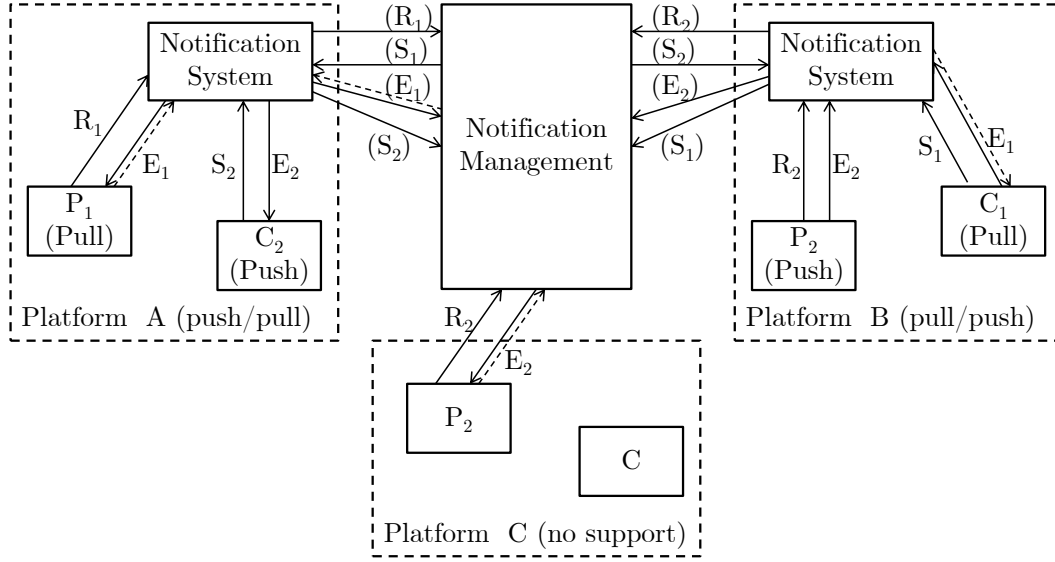 (R₁)
(R₂)
Notification
System
(S₁)
(S₂)
Notification
System
(E₁)
(E₂)
Notification
Management
R₁
E₁
S₂
E₂
(S₂)
(S₁)
R₂
E₂
S₁
E₁
P₁
(Pull)
C₂
(Push)
P₂
(Push)
C₁
(Pull)
Platform A (push/pull)
Platform B (pull/push)
R₂
E₂
P₂
C
Platform C (no support)